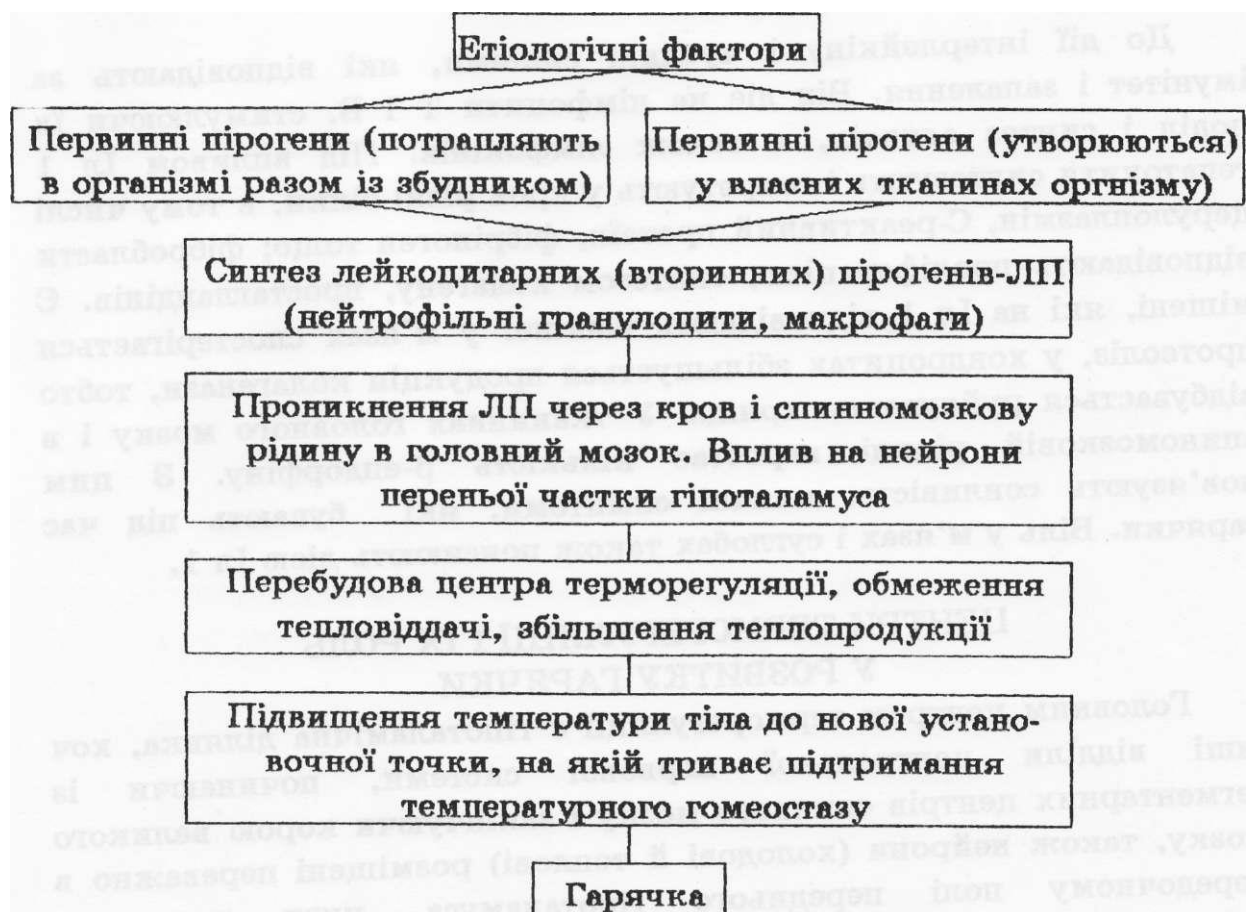 Етіологічні фактори
Первинні пірогени (потрапляють
в організмі разом із збудником)
Первинні пірогени (утворюються
у власних тканинах оргнізму)
Синтез лейкоцитарних (вторинних) пірогенів-ЛП
(нейтрофільні гранулоцити, макрофаги)
Проникнення ЛП через кров і спинномозкову
рідину в головний мозок. Вплив на нейрони
переньої частки гіпоталамуса
Перебудова центра терморегуляції, обмеження
тепловіддачі, збільшення теплопродукції
Підвищення температури тіла до нової устано-
вочної точки, на якій триває підтримання
температурного гомеостазу
Гарячка